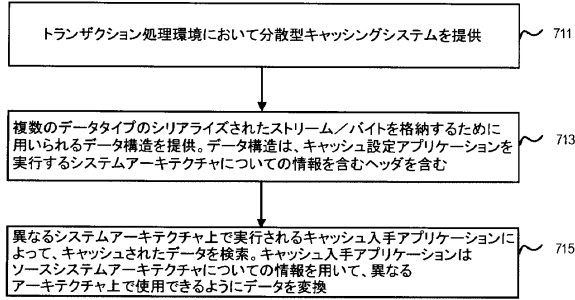 トランザクション処理環境において分散型キャッシングシステムを提供
711
複数のデータタイプのシリアライズされたストリーム／バイトを格納するために
用いられるデータ構造を提供。データ構造は、キャッシュ設定アプリケーションを
実行するシステムアーキテクチャについての情報を含むヘッダを含む
713
異なるシステムアーキテクチャ上で実行されるキャッシュ入手アプリケーションに
よって、キャッシュされたデータを検索。キャッシュ入手アプリケーションは
ソースシステムアーキテクチャについての情報を用いて、異なる
アーキテクチャ上で使用できるようにデータを変換
715